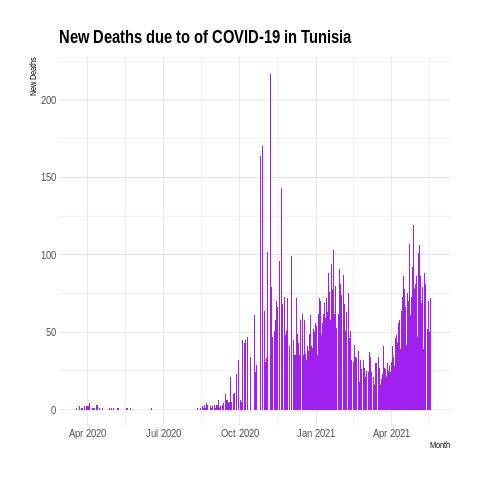 New Deaths due to of COVID-19 in Tunisia
New Deaths
200
150
100
50
0
Apr 2020 Jul 2020 Oct 2020 Jan 2021 Apr 2021
Month